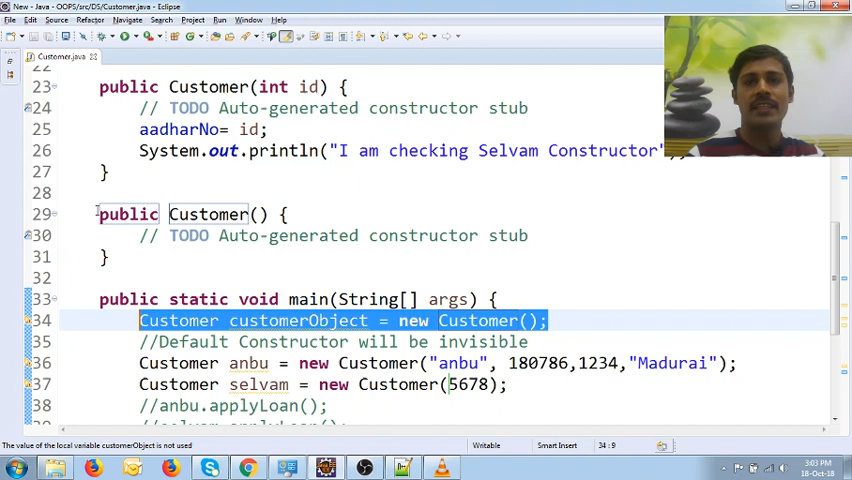 New - Java - OOPS/src/DS/Customer.java - Eclipse
File Edit Source Refactor Navigate Search Project Run Window Help
Customer.java
22
23 public Customer(int id) {
24 // TODO Auto-generated constructor stub
25 aadharNo= id;
26 System.out.println("I am checking Selvam Constructor");
27 }
28
29 public Customer() {
30 // TODO Auto-generated constructor stub
31 }
32
33 public static void main(String[] args) {
34 Customer customerObject = new Customer();
35 //Default Constructor will be invisible
36 Customer anbu = new Customer("anbu", 180786,1234,"Madurai");
37 Customer selvam = new Customer(5678);
38 //anbu.applyLoan();
//selvam.applyLoan();
The value of the local variable customerObject is not used
Writable
Smart Insert
34 : 9
3:03 PM
18-Oct-18